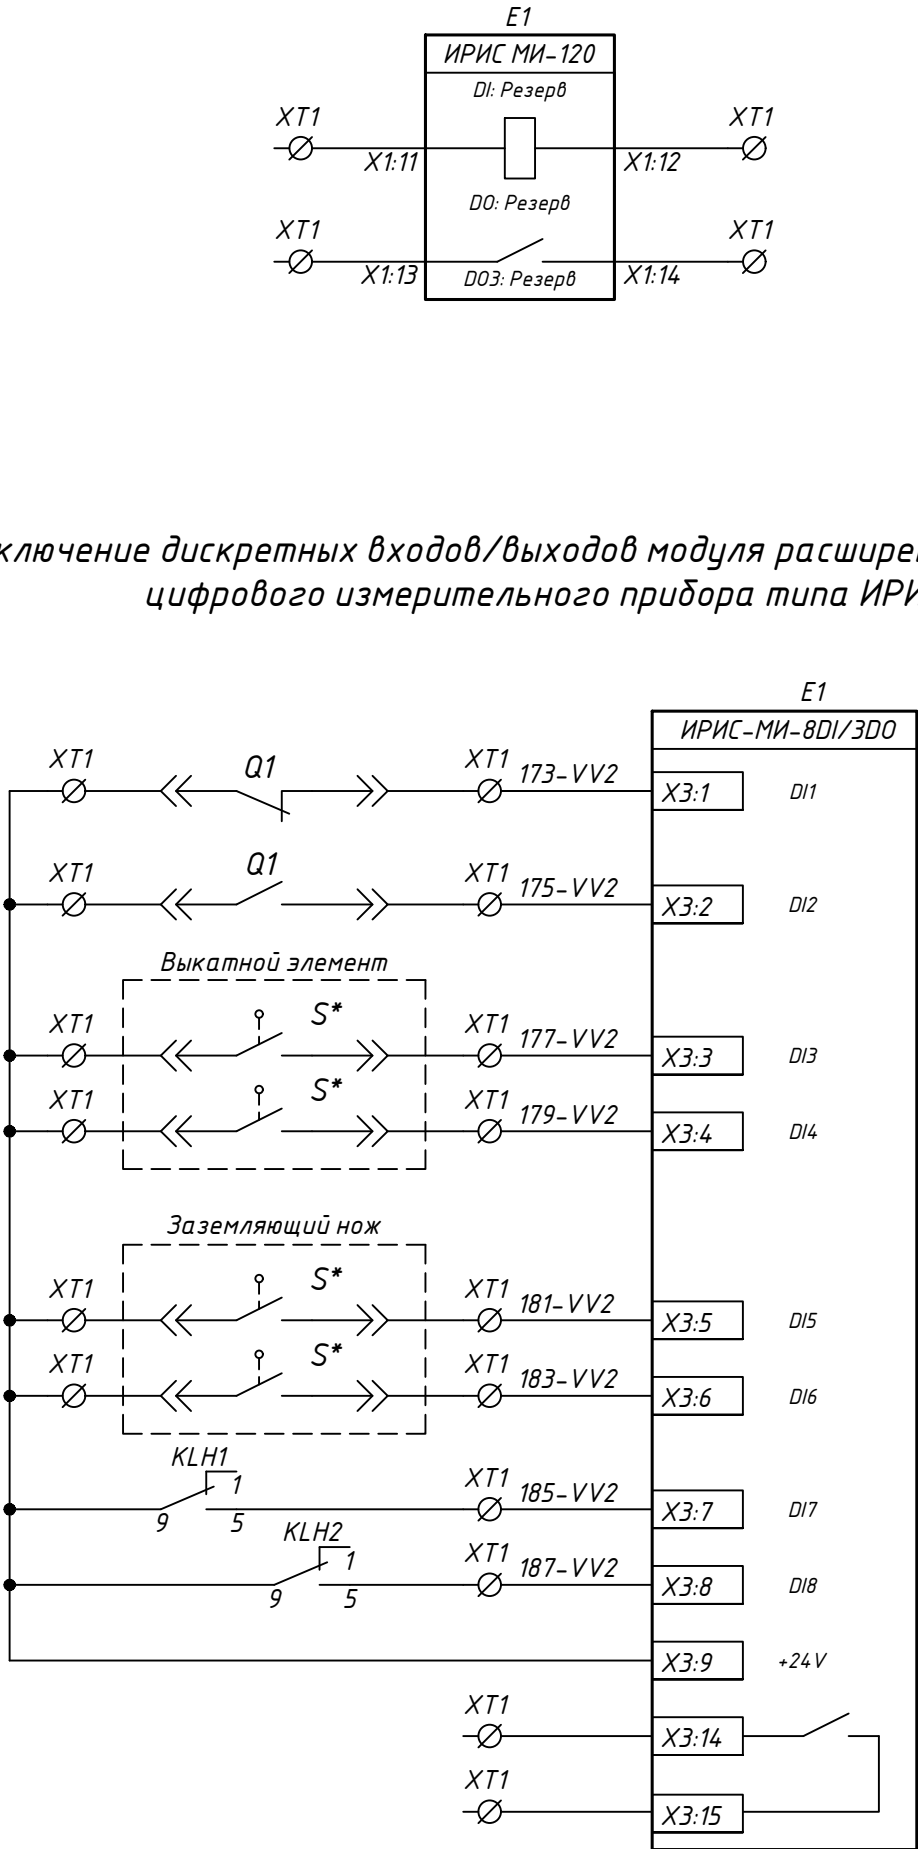 E1
ИРИС МИ-120
DI: Резерв
XT1 XT1
X1:11 X1:12
DO: Резерв
XT1 XT1
X1:13 DO3: Резерв X1:14
ключение дискретных входов/выходов модуля расширен
цифрового измерительного прибора типа ИРИ
E1
ИРИС-МИ-8DI/3DO
XT1 Q1 XT1 173-VV2
X3:1 DI1
XT1 Q1 XT1 175-VV2
X3:2 DI2
Выкатной элемент
XT1 S* XT1 177-VV2
X3:3 DI3
XT1 S* XT1 179-VV2
X3:4 DI4
Заземляющий нож
XT1 S* XT1 181-VV2
X3:5 DI5
XT1 S* XT1 183-VV2
X3:6 DI6
KLH1
1 XT1 185-VV2
9 5 X3:7 DI7
KLH2
1 XT1 187-VV2
9 5 X3:8 DI8
X3:9 +24V
XT1
X3:14
XT1
X3:15